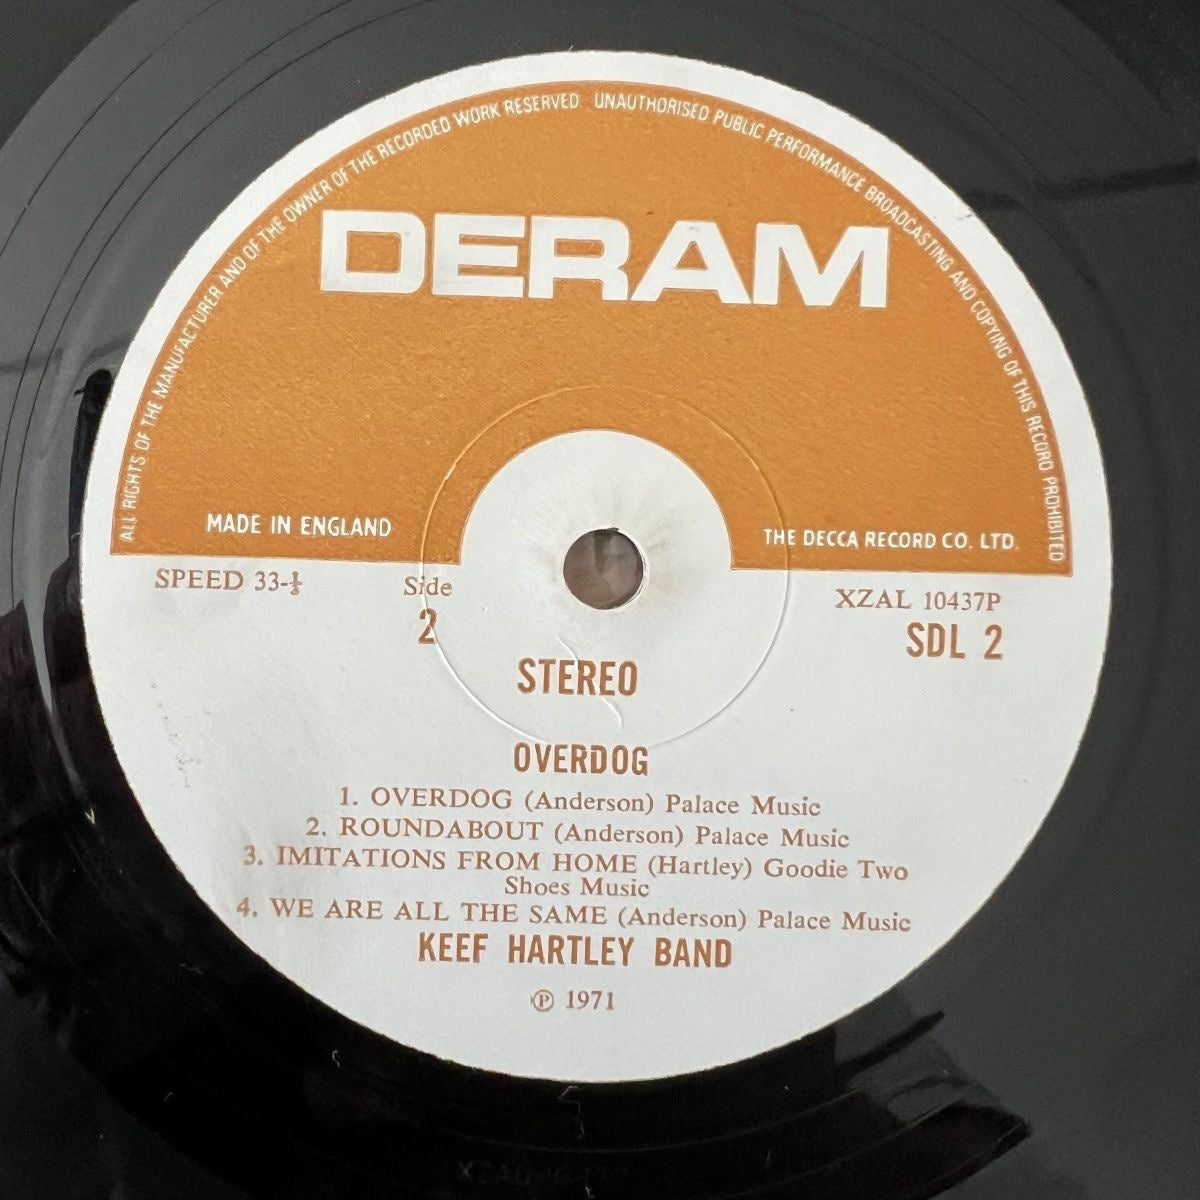 ALL RIGHTS OF THE MANUFACTURER AND OF THE OWNER OF THE RECORDED WORK RESERVED. UNAUTHORISED PUBLIC PERFORMANCE BROADCASTING AND COPYING OF THIS RECORD PROHIBITED
DERAM
MADE IN ENGLAND
THE DECCA RECORD CO. LTD.
SPEED 33-⅓
Side
2
XZAL 10437P
SDL 2
STEREO
OVERDOG
1. OVERDOG (Anderson) Palace Music
2. ROUNDABOUT (Anderson) Palace Music
3. IMITATIONS FROM HOME (Hartley) Goodie Two
Shoes Music
4. WE ARE ALL THE SAME (Anderson) Palace Music
KEEF HARTLEY BAND
℗ 1971